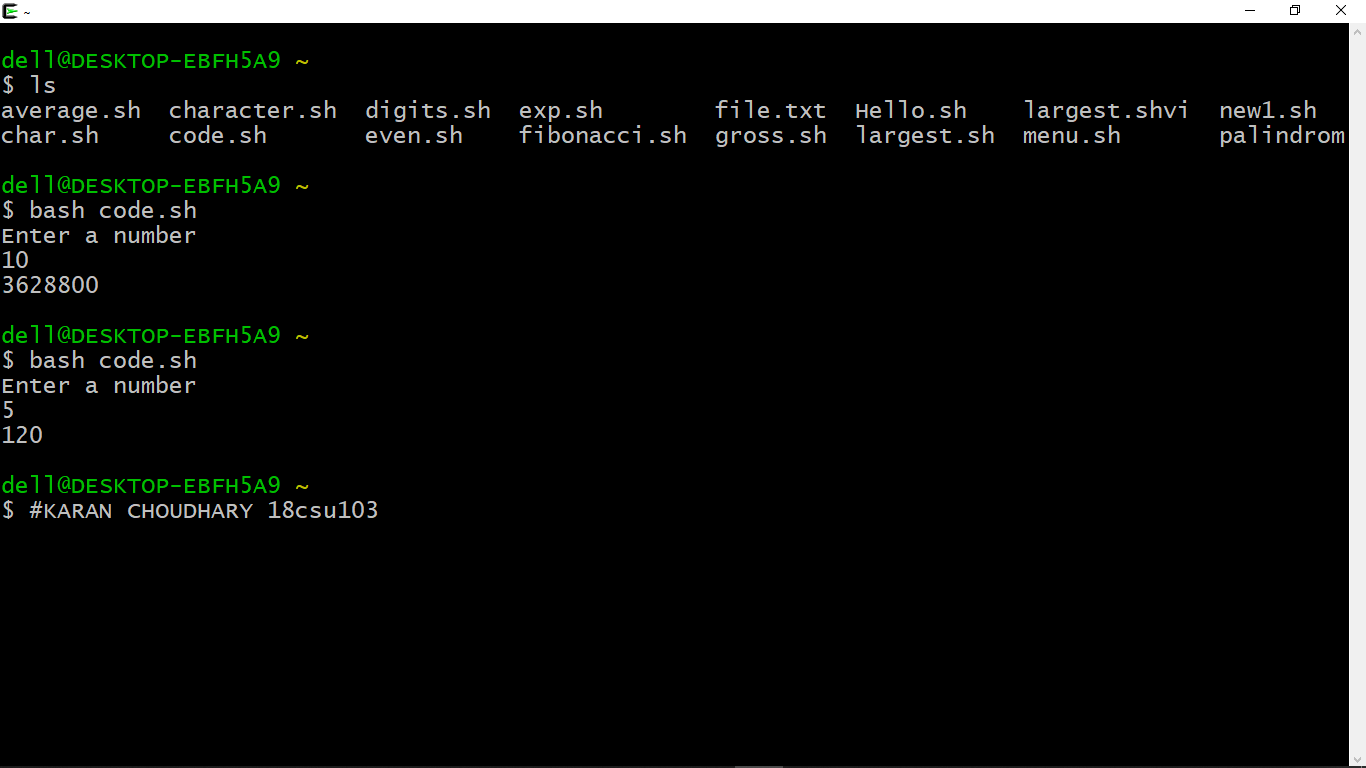 ~
dell@DESKTOP-EBFH5A9 ~
$ ls
average.sh character.sh digits.sh exp.sh file.txt Hello.sh largest.shvi new1.sh
char.sh code.sh even.sh fibonacci.sh gross.sh largest.sh menu.sh palindrom
dell@DESKTOP-EBFH5A9 ~
$ bash code.sh
Enter a number
10
3628800
dell@DESKTOP-EBFH5A9 ~
$ bash code.sh
Enter a number
5
120
dell@DESKTOP-EBFH5A9 ~
$ #KARAN CHOUDHARY 18csu103